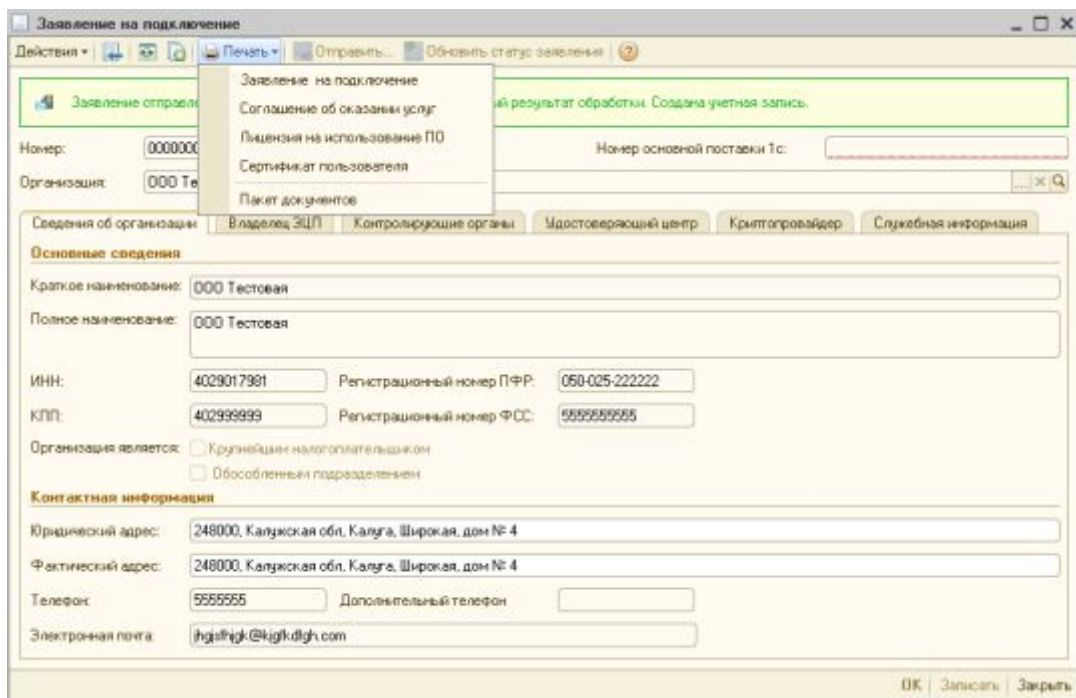 Заявление на подключение
Действия Печать Отправить... Обновить статус заявления
Заявление на подключение
Соглашение об оказании услуг
Лицензия на использование ПО
Сертификат пользователя
Пакет документов
Заявление отправле ый результат обработки. Создана учетная запись.
Номер: 0000000 Номер основной поставки 1с:
Организация: ООО Те
Сведения об организации Владелец ЭЦП Контролирующие органы Удостоверяющий центр Криптопровайдер Служебная информация
Основные сведения
Краткое наименование: ООО Тестовая
Полное наименование: ООО Тестовая
ИНН: 4029017981 Регистрационный номер ПФР: 050-025-222222
КПП: 402999999 Регистрационный номер ФСС: 5555555555
Организация является: Крупнейшим налогоплательщиком
Обособленным подразделением
Контактная информация
Юридический адрес: 248000, Калужская обл, Калуга, Широкая, дом № 4
Фактический адрес: 248000, Калужская обл, Калуга, Широкая, дом № 4
Телефон: 5555555 Дополнительный телефон
Электронная почта:
OK Записать Закрыть